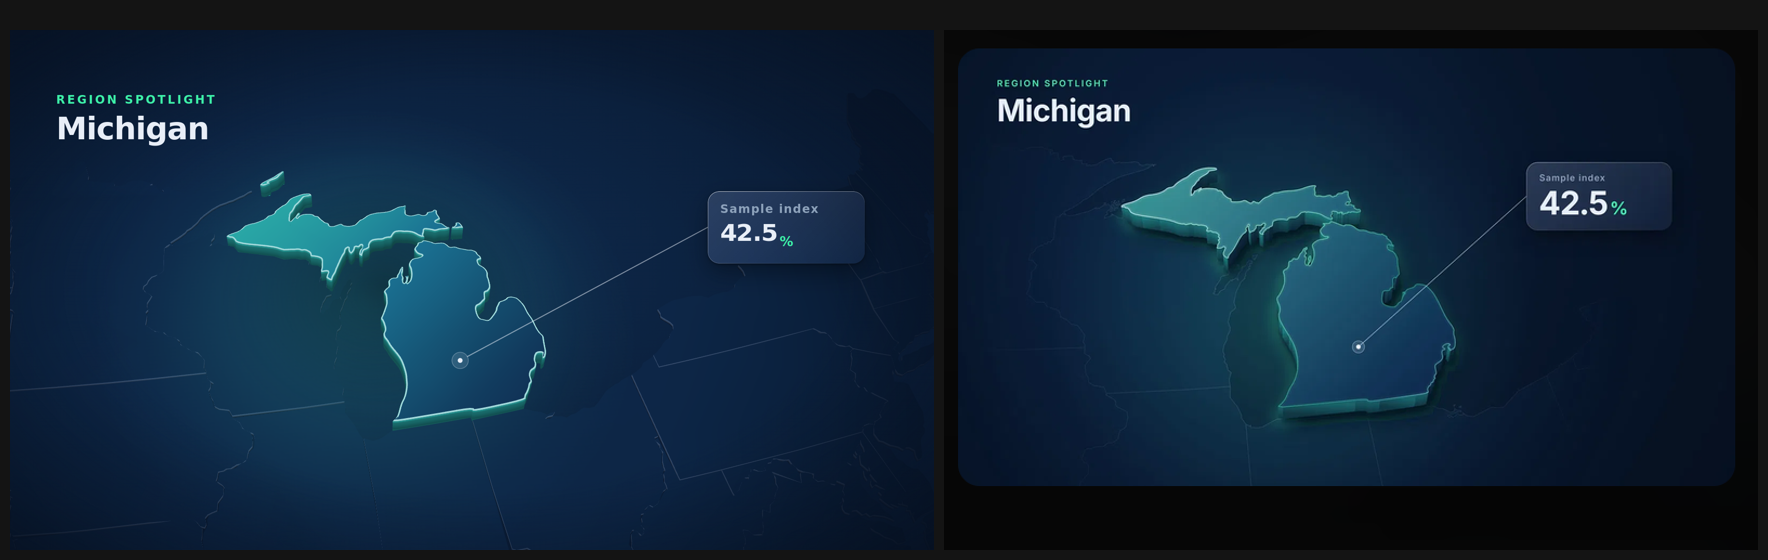 REGION SPOTLIGHT
Michigan
Sample index
42.5%
REGION SPOTLIGHT
Michigan
Sample index
42.5%